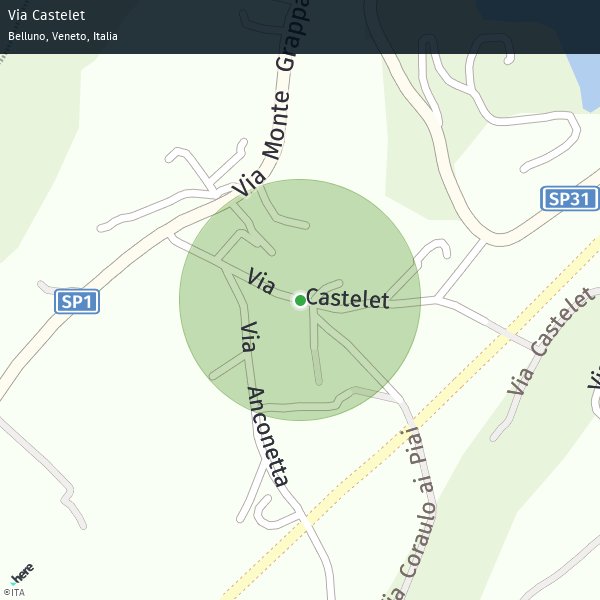 Via Castelet
Belluno, Veneto, Italia
Via Monte Grappa
SP31
Via Castelet
SP1
Via Castelet
Via Anconetta
Via Coraulo ai Piai
here
©ITA